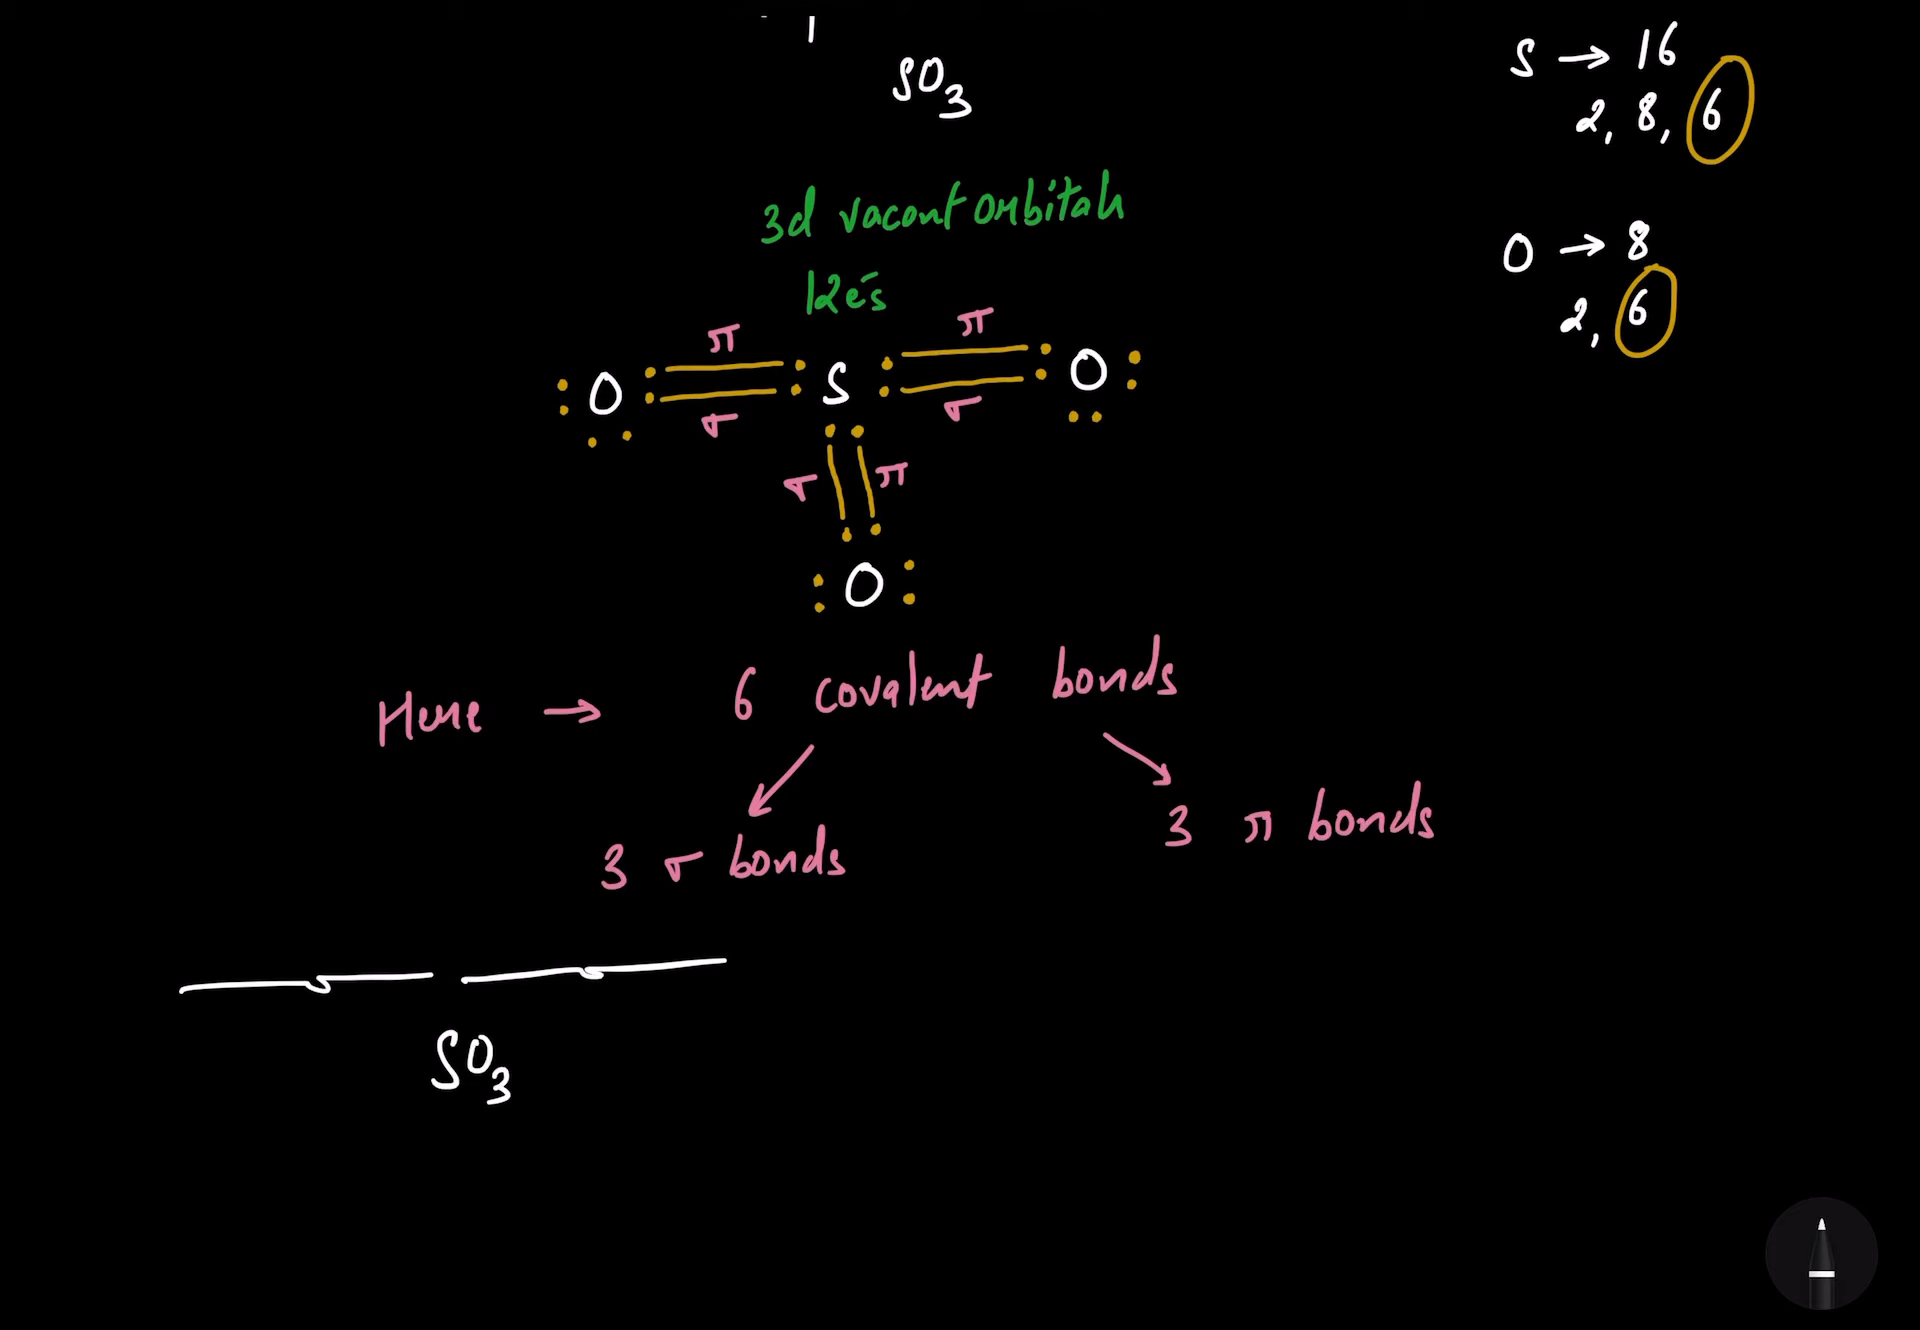 SO3
S → 16
2, 8, 6
3d vacant orbitals
O → 8
2, 6
12e-s
π π
:O: :S: :O:
σ σ
σ π
:O:
Here → 6 covalent bonds
3 σ bonds 3 π bonds
SO3